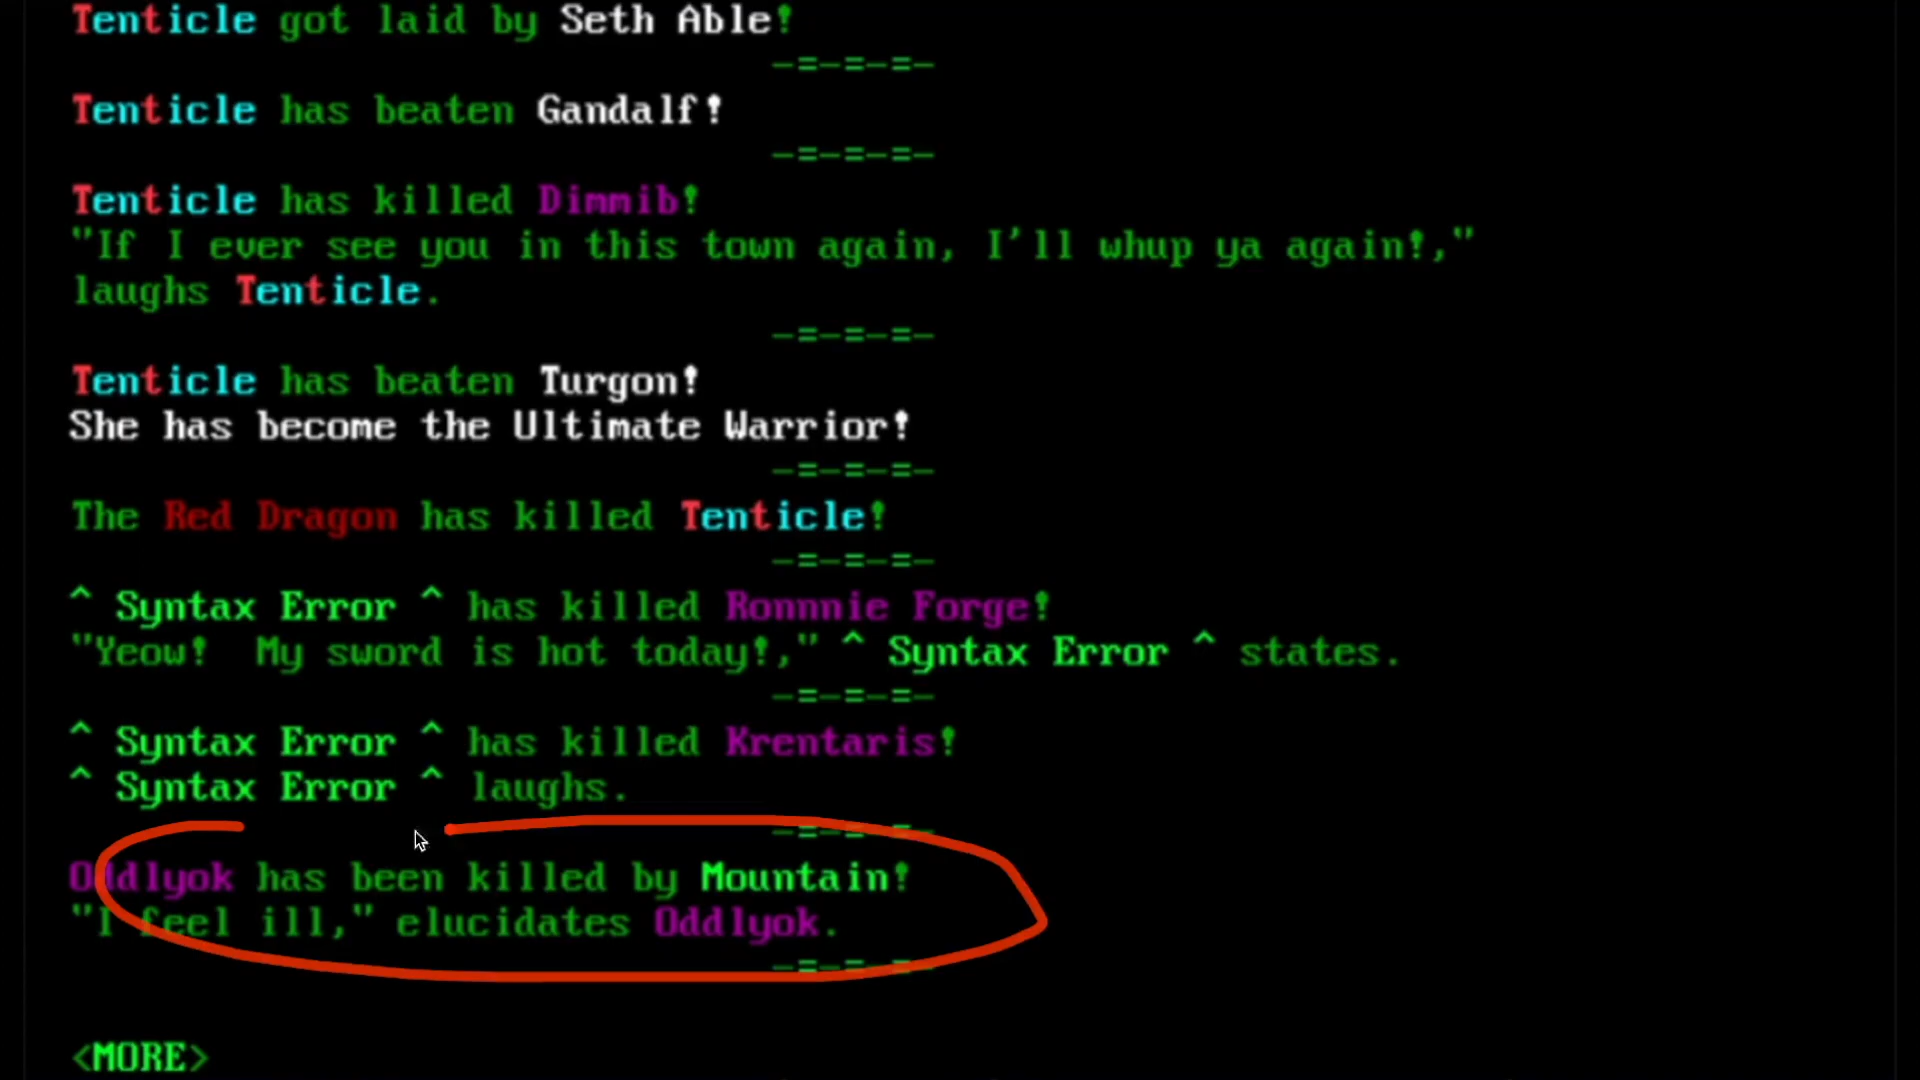 Tenticle got laid by Seth Able!
-=-=-=-
Tenticle has beaten Gandalf!
-=-=-=-
Tenticle has killed Dimmib!
"If I ever see you in this town again, I'll whup ya again!,"
laughs Tenticle.
-=-=-=-
Tenticle has beaten Turgon!
She has become the Ultimate Warrior!
-=-=-=-
The Red Dragon has killed Tenticle!
-=-=-=-
^ Syntax Error ^ has killed Ronnnie Forge!
"Yeow!  My sword is hot today!," ^ Syntax Error ^ states.
-=-=-=-
^ Syntax Error ^ has killed Krentaris!
^ Syntax Error ^ laughs.
-=-=-=-
Oddlyok has been killed by Mountain!
"I feel ill," elucidates Oddlyok.
-=-=-=-
<MORE>